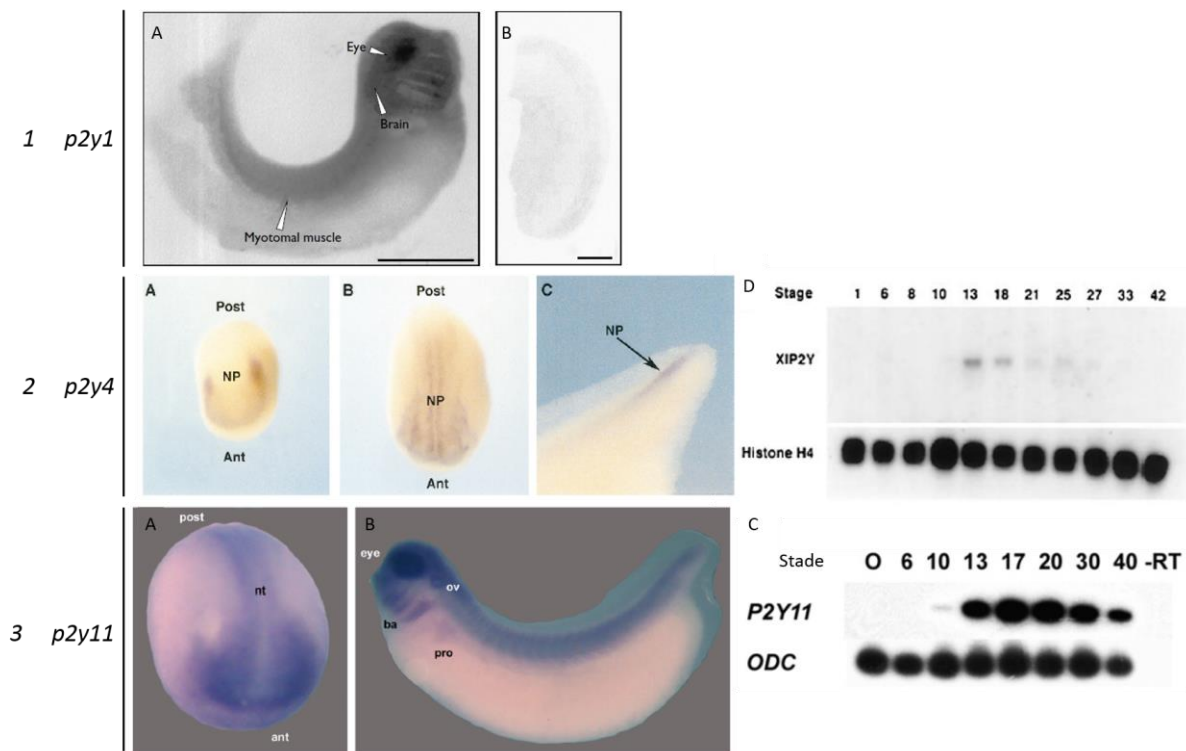 1 p2y1
A
Eye
Brain
Myotomal muscle
B
2 p2y4
A
Post
NP
Ant
B
Post
NP
Ant
C
NP
D
Stage 1 6 8 10 13 18 21 25 27 33 42
XIP2Y
Histone H4
3 p2y11
A
post
nt
ant
B
eye
ov
ba
pro
C
Stade O 6 10 13 17 20 30 40 -RT
P2Y11
ODC